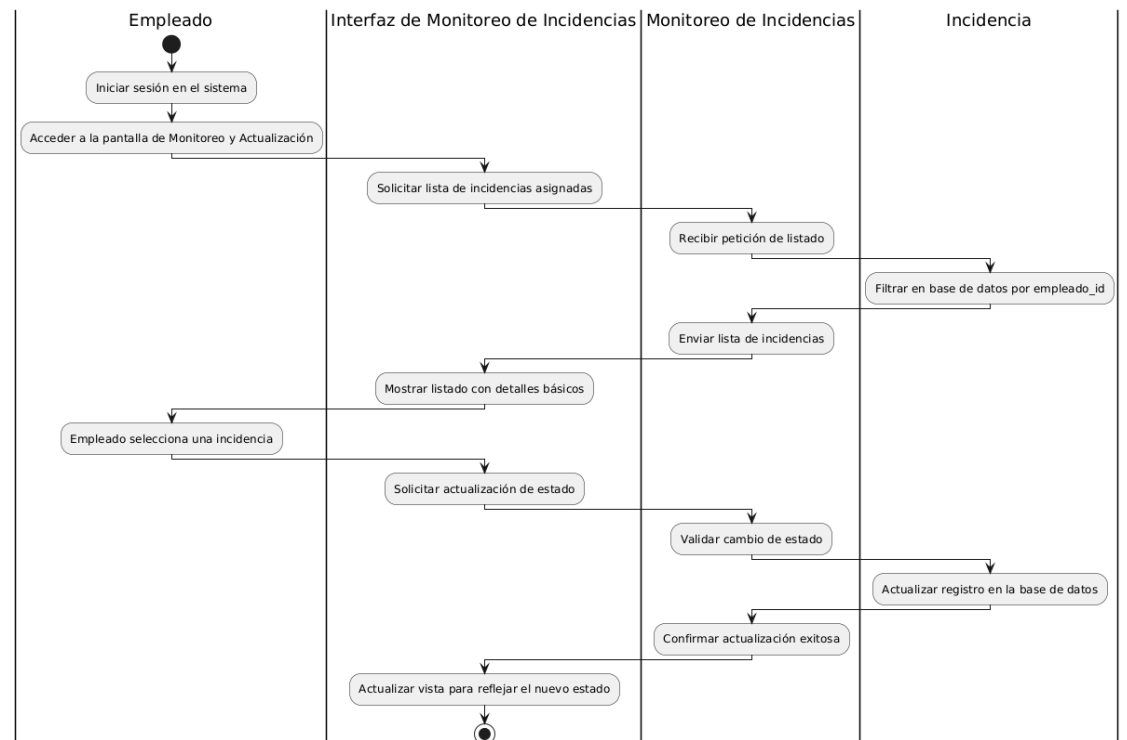 Empleado
Interfaz de Monitoreo de Incidencias
Monitoreo de Incidencias
Incidencia
Iniciar sesión en el sistema
Acceder a la pantalla de Monitoreo y Actualización
Solicitar lista de incidencias asignadas
Recibir petición de listado
Filtrar en base de datos por empleado_id
Enviar lista de incidencias
Mostrar listado con detalles básicos
Empleado selecciona una incidencia
Solicitar actualización de estado
Validar cambio de estado
Actualizar registro en la base de datos
Confirmar actualización exitosa
Actualizar vista para reflejar el nuevo estado